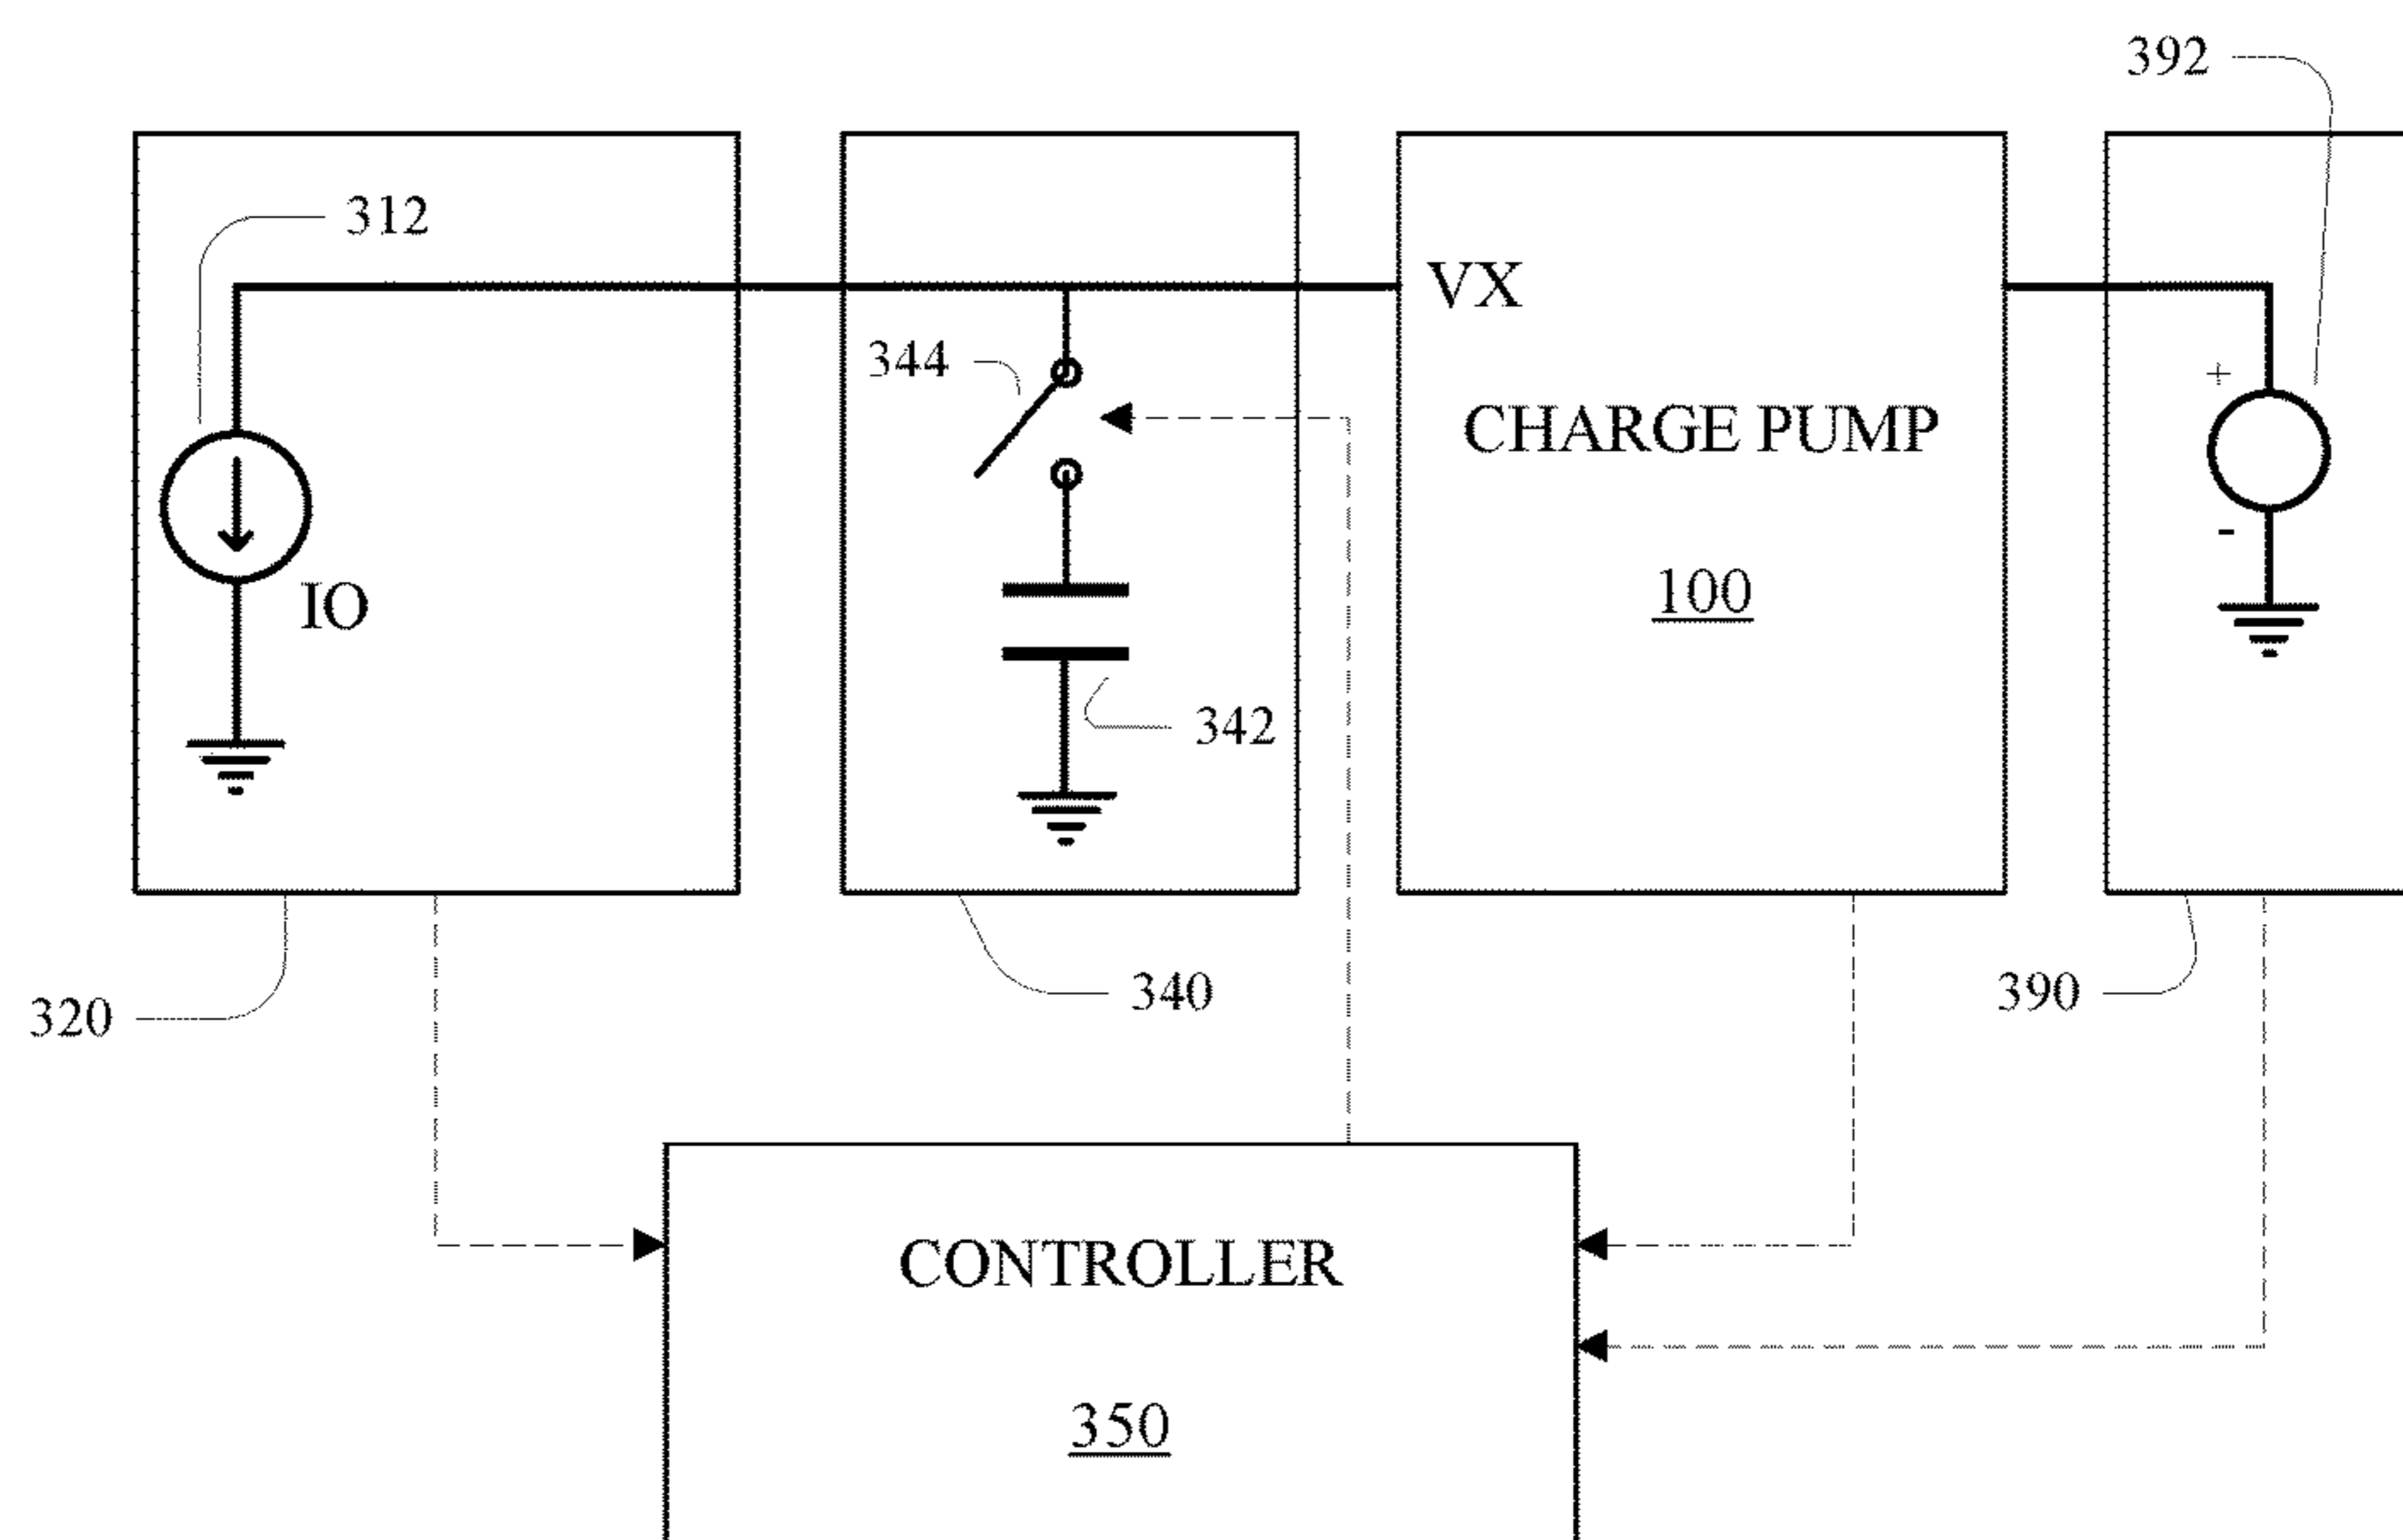 392
312
VX
344
+
CHARGE PUMP
-
100
IO
342
340
390
320
CONTROLLER
350